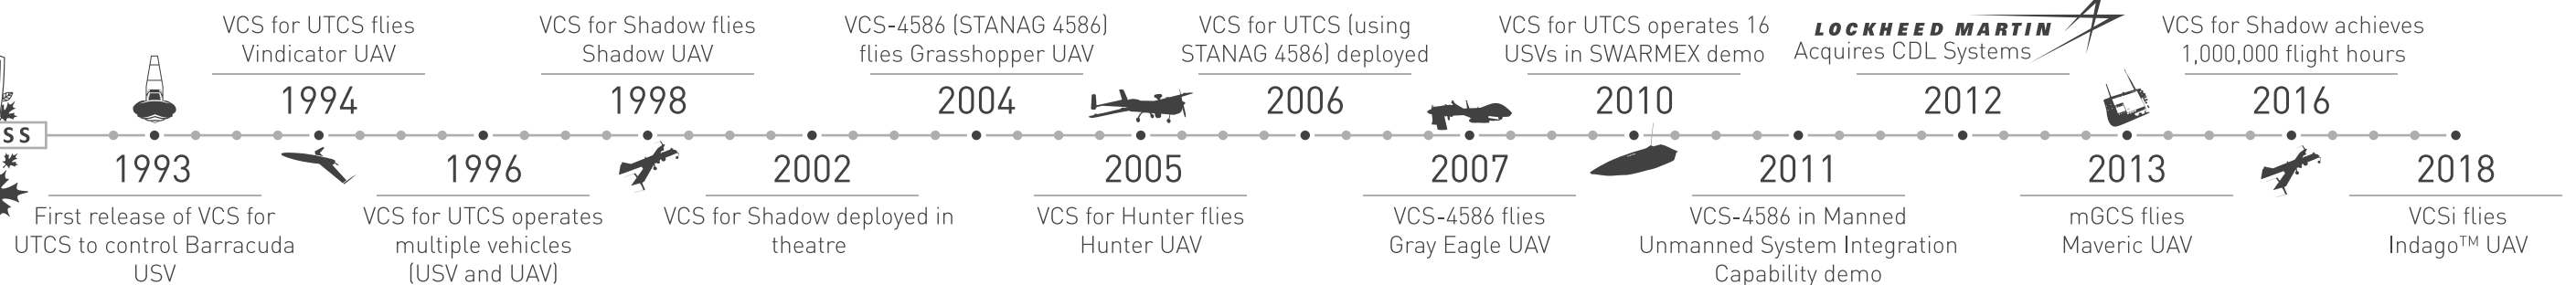 VCS for UTCS flies
Vindicator UAV
1994
VCS for Shadow flies
Shadow UAV
1998
VCS-4586 (STANAG 4586)
flies Grasshopper UAV
2004
VCS for UTCS (using
STANAG 4586) deployed
2006
VCS for UTCS operates 16
USVs in SWARMEX demo
2010
LOCKHEED MARTIN
Acquires CDL Systems
2012
VCS for Shadow achieves
1,000,000 flight hours
2016
SS
1993
First release of VCS for
UTCS to control Barracuda
USV
1996
VCS for UTCS operates
multiple vehicles
(USV and UAV)
2002
VCS for Shadow deployed in
theatre
2005
VCS for Hunter flies
Hunter UAV
2007
VCS-4586 flies
Gray Eagle UAV
2011
VCS-4586 in Manned
Unmanned System Integration
Capability demo
2013
mGCS flies
Maveric UAV
2018
VCSi flies
Indago™ UAV